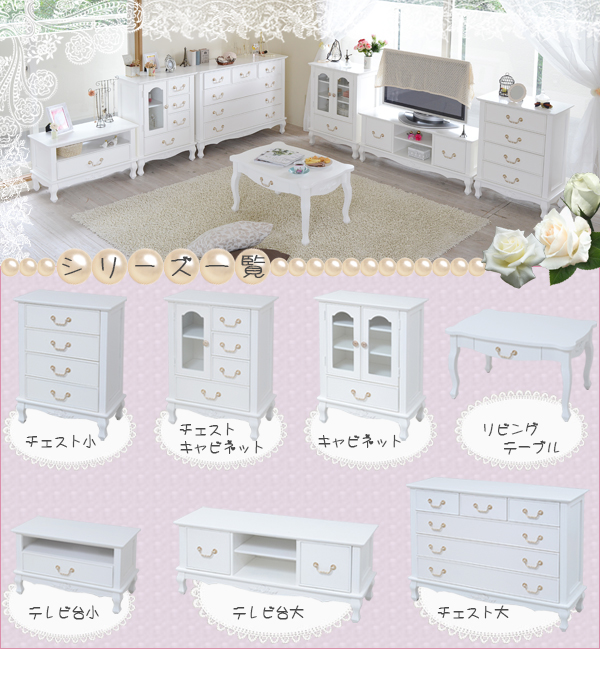 シリーズ一覧
チェスト小
チェスト
キャビネット
キャビネット
リビング
テーブル
テレビ台小
テレビ台大
チェスト大